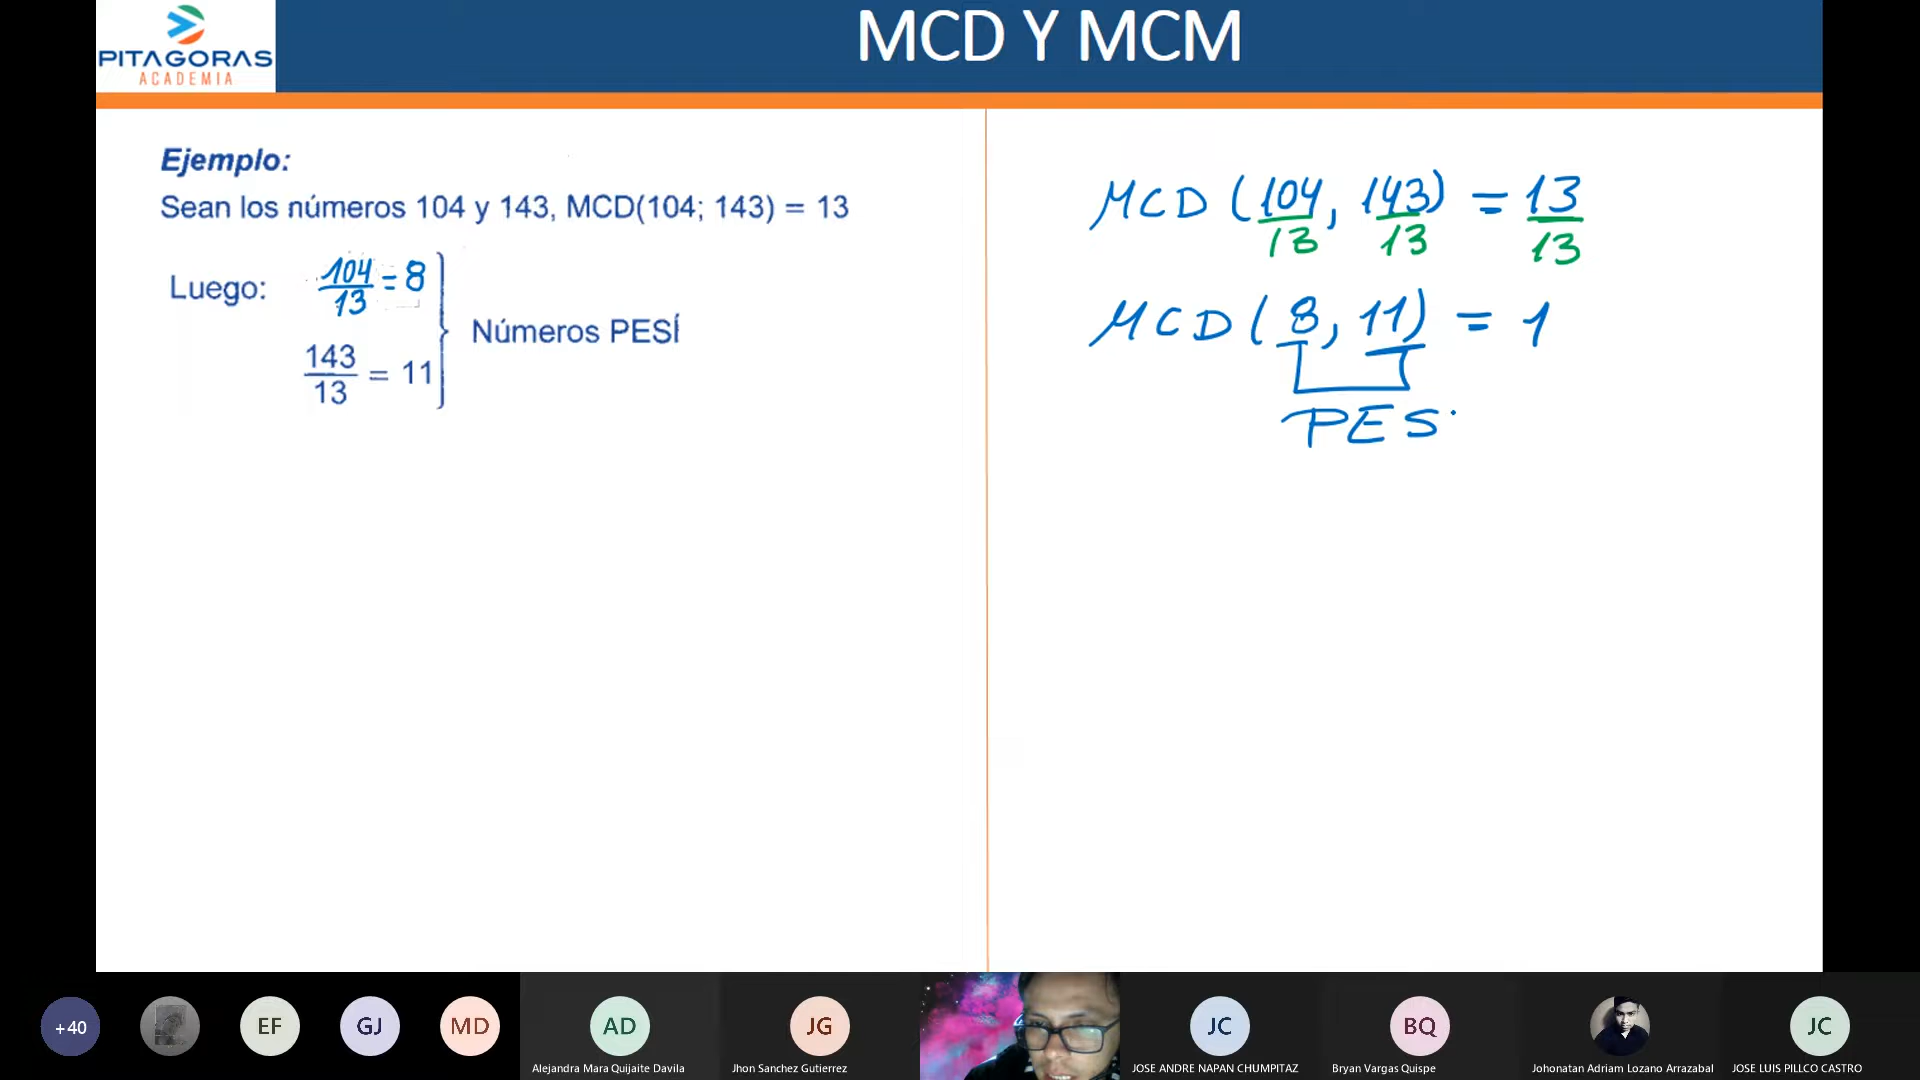 PITAGORAS
ACADEMIA
MCD Y MCM
Ejemplo:
Sean los números 104 y 143, MCD(104; 143) = 13
Luego:
104/13 = 8
143/13 = 11
Números PESÍ
MCD (104/13, 143/13) = 13/13
MCD (8, 11) = 1
PES
+40
EF
GJ
MD
AD
Alejandra Mara Quijaite Davila
JG
Jhon Sanchez Gutierrez
JC
JOSE ANDRE NAPAN CHUMPITAZ
BQ
Bryan Vargas Quispe
Johonatan Adriam Lozano Arrazabal
JC
JOSE LUIS PILLCO CASTRO